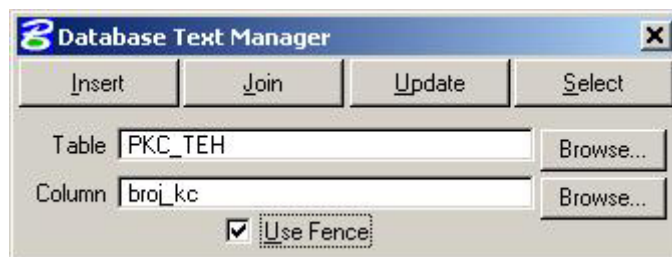 Database Text Manager
Insert Join Update Select
Table PKC_TEH Browse...
Column broj_kc Browse...
Use Fence